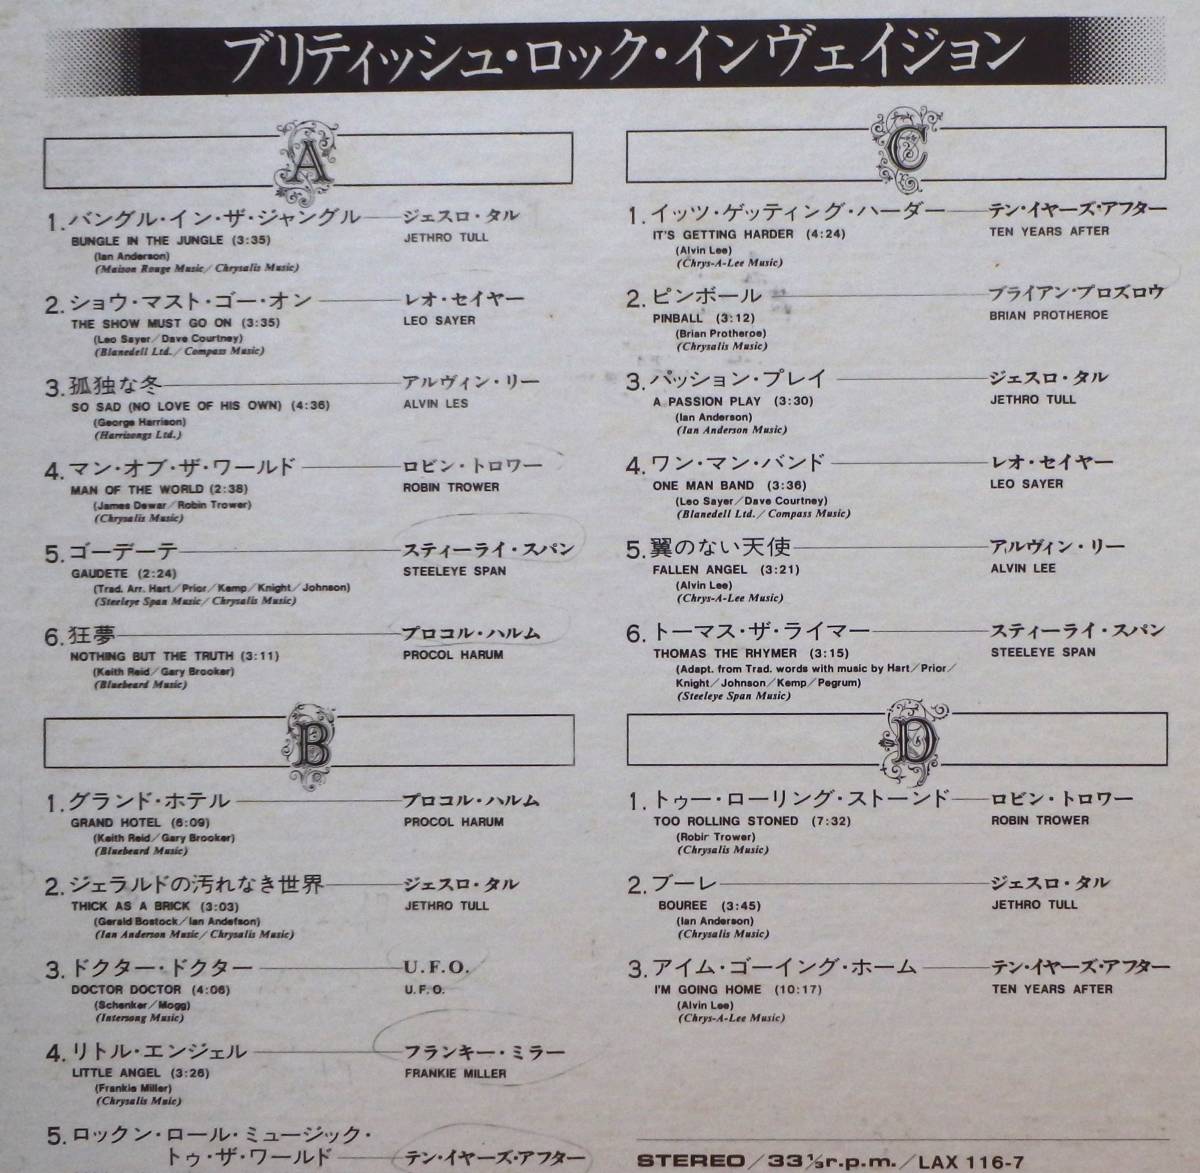 ブリティッシュ・ロック・インヴェイジョン
A
1.バングル・イン・ザ・ジャングル ジェスロ・タル
BUNGLE IN THE JUNGLE (3:35) JETHRO TULL
(Ian Anderson)
(Maison Rouge Music/Chrysalis Music)
2.ショウ・マスト・ゴー・オン レオ・セイヤー
THE SHOW MUST GO ON (3:35) LEO SAYER
(Leo Sayer/Dave Courtney)
(Blanedell Ltd./Compass Music)
3.孤独な冬 アルヴィン・リー
SO SAD (NO LOVE OF HIS OWN) (4:36) ALVIN LES
(George Harrison)
(Harrisongs Ltd.)
4.マン・オブ・ザ・ワールド ロビン・トロワー
MAN OF THE WORLD (2:38) ROBIN TROWER
(James Dewar/Robin Trower)
(Chrysalis Music)
5.ゴーデーテ スティーライ・スパン
GAUDETE (2:24) STEELEYE SPAN
(Trad. Arr. Hart/Prior/Kemp/Knight/Johnson)
(Steeleye Span Music/Chrysalis Music)
6.狂夢 プロコル・ハルム
NOTHING BUT THE TRUTH (3:11) PROCOL HARUM
(Keith Reid/Gary Brooker)
(Bluebeard Music)
B
1.グランド・ホテル プロコル・ハルム
GRAND HOTEL (6:09) PROCOL HARUM
(Keith Reid/Gary Brooker)
(Bluebeard Music)
2.ジェラルドの汚れなき世界 ジェスロ・タル
THICK AS A BRICK (3:03) JETHRO TULL
(Gerald Bostock/Ian Andefson)
(Ian Anderson Music/Chrysalis Music)
3.ドクター・ドクター U.F.O.
DOCTOR DOCTOR (4:06) U.F.O.
(Schenker/Mogg)
(Intersong Music)
4.リトル・エンジェル フランキー・ミラー
LITTLE ANGEL (3:26) FRANKIE MILLER
(Frankie Miller)
(Chrysalis Muic)
5.ロックン・ロール・ミュージック・
トゥ・ザ・ワールド テン・イヤーズ・アフター
C
1.イッツ・ゲッティング・ハーダー テン・イヤーズ・アフター
IT'S GETTING HARDER (4:24) TEN YEARS AFTER
(Alvin Lee)
(Chrys-A-Lee Music)
2.ピンボール ブライアン・プロズロウ
PINBALL (3:12) BRIAN PROTHEROE
(Brian Protheroe)
(Chrysalis Music)
3.パッション・プレイ ジェスロ・タル
A PASSION PLAY (3:30) JETHRO TULL
(Ian Anderson)
(Ian Anderson Music)
4.ワン・マン・バンド レオ・セイヤー
ONE MAN BAND (3:36) LEO SAYER
(Leo Sayer/Dave Courtney)
(Blanedell Ltd./Compass Music)
5.翼のない天使 アルヴィン・リー
FALLEN ANGEL (3:21) ALVIN LEE
(Alvin Lee)
(Chrys-A-Lee Music)
6.トーマス・ザ・ライマー スティーライ・スパン
THOMAS THE RHYMER (3:15) STEELEYE SPAN
(Adapt. from Trad. words with music by Hart/Prior/
Knight/Johnson/Kemp/Pegrum)
(Steeleye Span Music)
D
1.トゥー・ローリング・ストーンド ロビン・トロワー
TOO ROLLING STONED (7:32) ROBIN TROWER
(Robir Trower)
(Chrysalis Music)
2.ブーレ ジェスロ・タル
BOUREE (3:45) JETHRO TULL
(Ian Anderson)
(Chrysalis Music)
3.アイム・ゴーイング・ホーム テン・イヤーズ・アフター
I'M GOING HOME (10:17) TEN YEARS AFTER
(Alvin Lee)
(Chrys-A-Lee Music)
STEREO/33⅓r.p.m./LAX 116-7